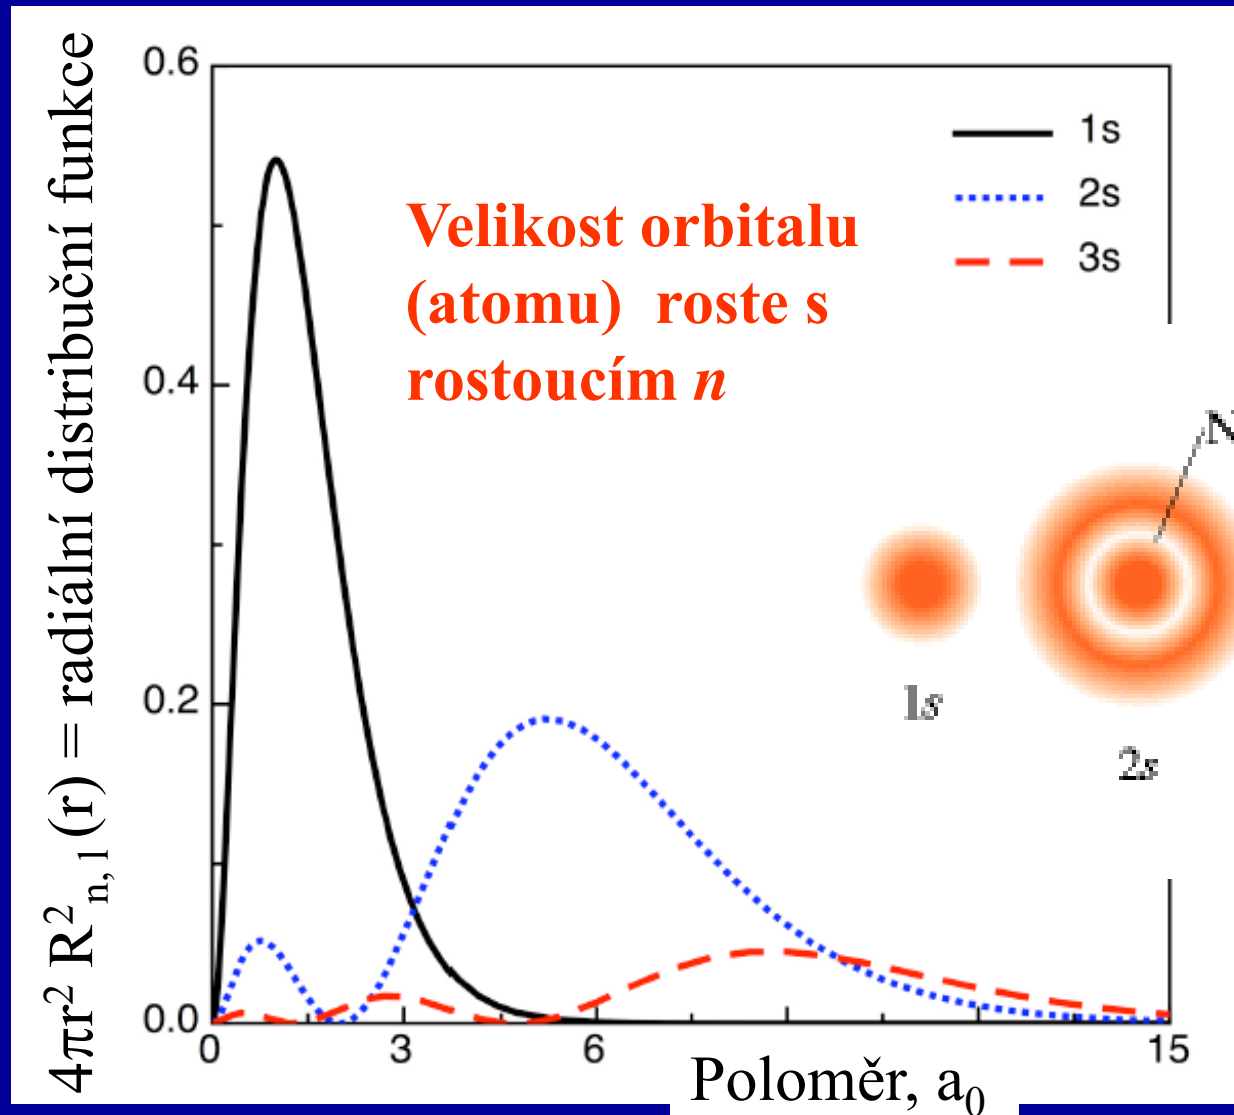 4πr² R²n, l (r) = radiální distribuční funkce
0.6
0.4
0.2
0.0
0
3
6
15
Poloměr, a₀
1s
2s
3s
Velikost orbitalu
(atomu) roste s
rostoucím n
N
1s
2s